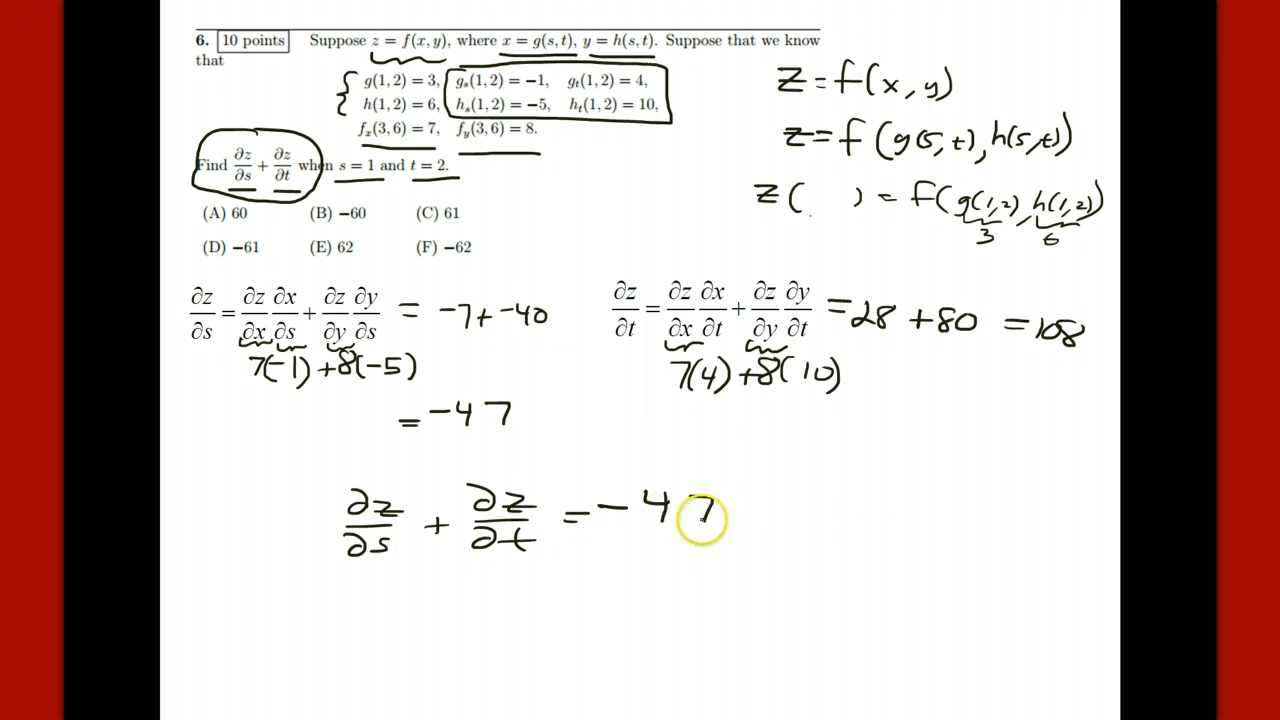 6. 10 points Suppose z = f(x, y), where x = g(s, t), y = h(s, t). Suppose that we know
that
g(1, 2) = 3, g_s(1, 2) = −1, g_t(1, 2) = 4,
h(1, 2) = 6, h_s(1, 2) = −5, h_t(1, 2) = 10,
f_x(3, 6) = 7, f_y(3, 6) = 8.
Find ∂z/∂s + ∂z/∂t when s = 1 and t = 2.
(A) 60 (B) −60 (C) 61
(D) −61 (E) 62 (F) −62
z = f(x, y)
z = f(g(s, t), h(s, t))
z( ) = f(g(1,2), h(1,2))
3 6
∂z/∂s = ∂z/∂x ∂x/∂s + ∂z/∂y ∂y/∂s = -7 + -40
7(-1) + 8(-5)
= -47
∂z/∂t = ∂z/∂x ∂x/∂t + ∂z/∂y ∂y/∂t = 28 + 80 = 108
7(4) + 8(10)
∂z/∂s + ∂z/∂t = -47